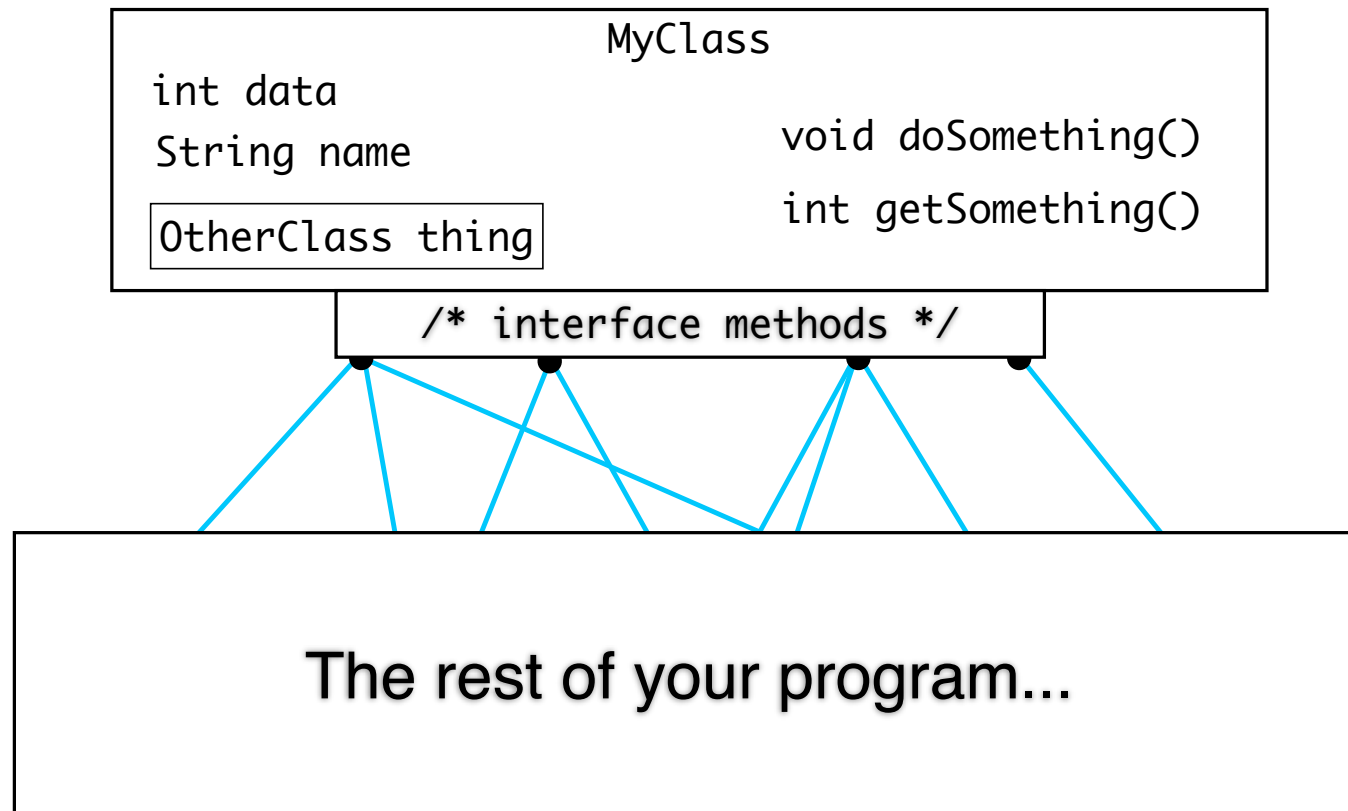 MyClass
int data
String name
OtherClass thing
void doSomething()
int getSomething()
/* interface methods */
The rest of your program...